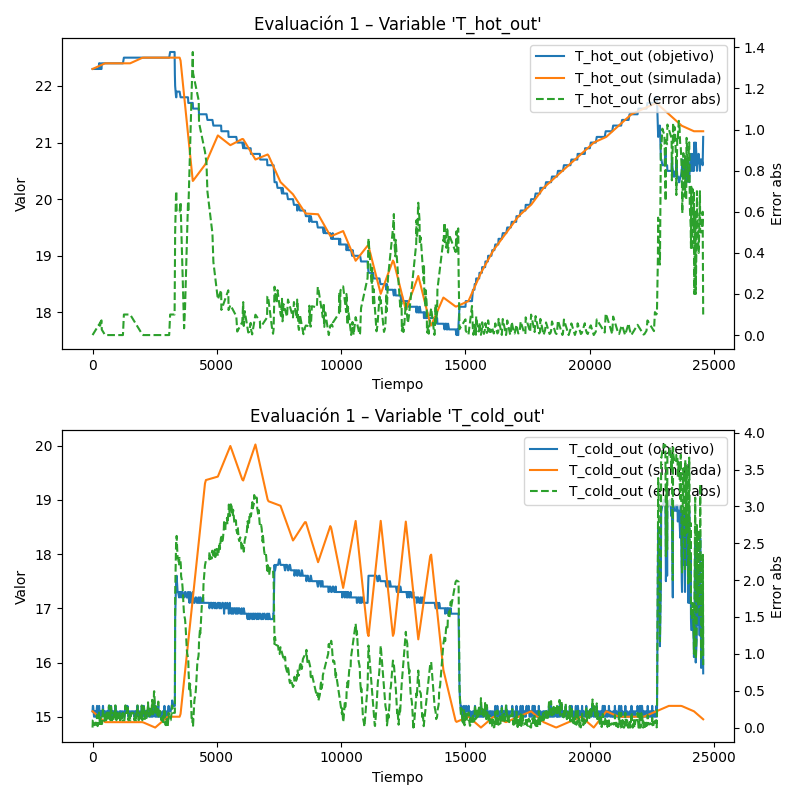 Evaluación 1 – Variable 'T_hot_out'
T_hot_out (objetivo)
T_hot_out (simulada)
T_hot_out (error abs)
Valor
22
21
20
19
18
1.4
1.2
1.0
0.8
0.6
0.4
0.2
0.0
Error abs
0
5000
10000
15000
20000
25000
Tiempo
Evaluación 1 – Variable 'T_cold_out'
T_cold_out (objetivo)
T_cold_out (simulada)
T_cold_out (error abs)
Valor
20
19
18
17
16
15
4.0
3.5
3.0
2.5
2.0
1.5
1.0
0.5
0.0
Error abs
0
5000
10000
15000
20000
25000
Tiempo